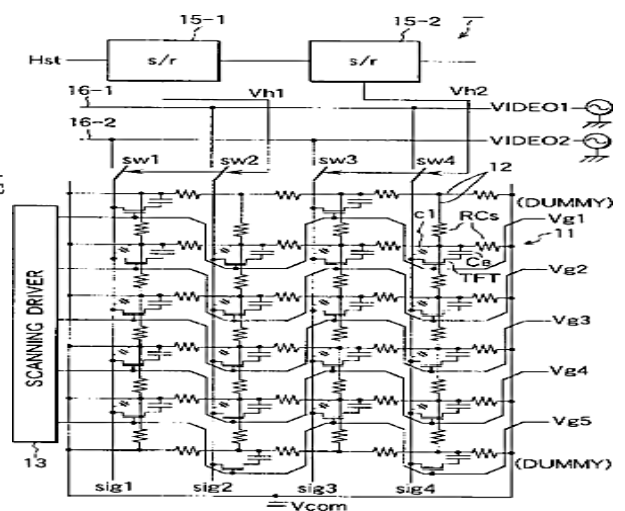 15-1
15-2
Hst
s/r
s/r
Vh1
Vh2
16-1
VIDEO1
16-2
VIDEO2
sw1
sw2
sw3
sw4
12
(DUMMY)
Vg1
c1
RCs
11
Ce
TFT
Vg2
Vg3
Vg4
Vg5
SCANNING DRIVER
13
(DUMMY)
sig1
sig2
sig3
sig4
Vcom